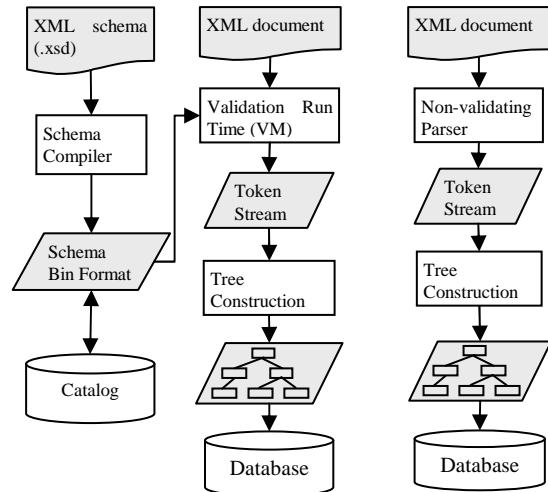 XML schema
(.xsd)
Schema
Compiler
Schema
Bin Format
Catalog
XML document
Validation Run
Time (VM)
Token
Stream
Tree
Construction
Database
XML document
Non-validating
Parser
Token
Stream
Tree
Construction
Database